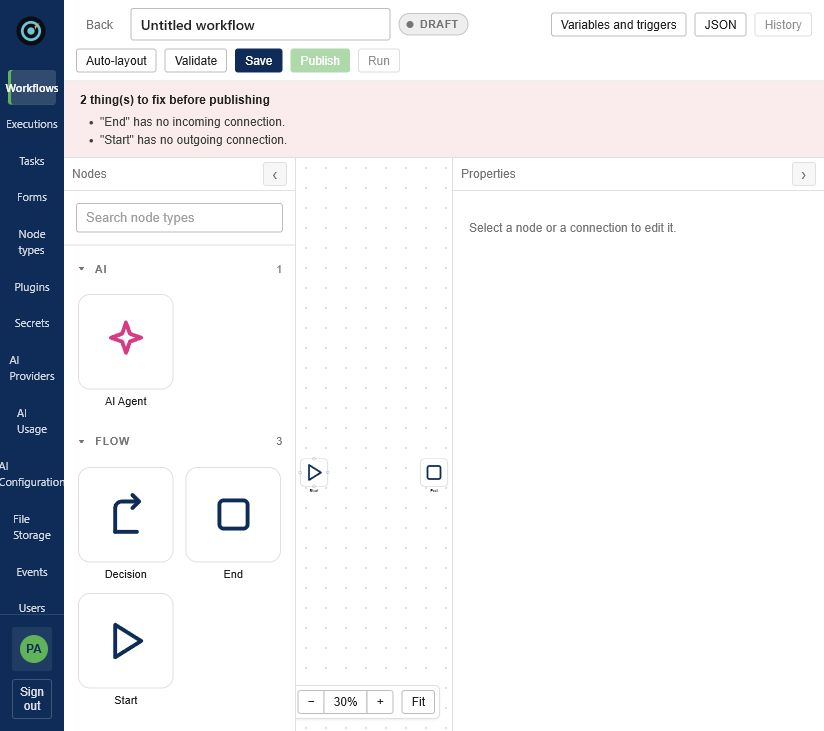 Back
Untitled workflow
DRAFT
Variables and triggers
JSON
History
Auto-layout
Validate
Save
Publish
Run
2 thing(s) to fix before publishing
• "End" has no incoming connection.
• "Start" has no outgoing connection.
Workflows
Executions
Tasks
Forms
Node
types
Plugins
Secrets
AI
Providers
AI
Usage
AI
Configuration
File
Storage
Events
Users
PA
Sign
out
Nodes
Search node types
AI
1
AI Agent
FLOW
3
Decision
End
Start
Start
End
−
30%
+
Fit
Properties
Select a node or a connection to edit it.